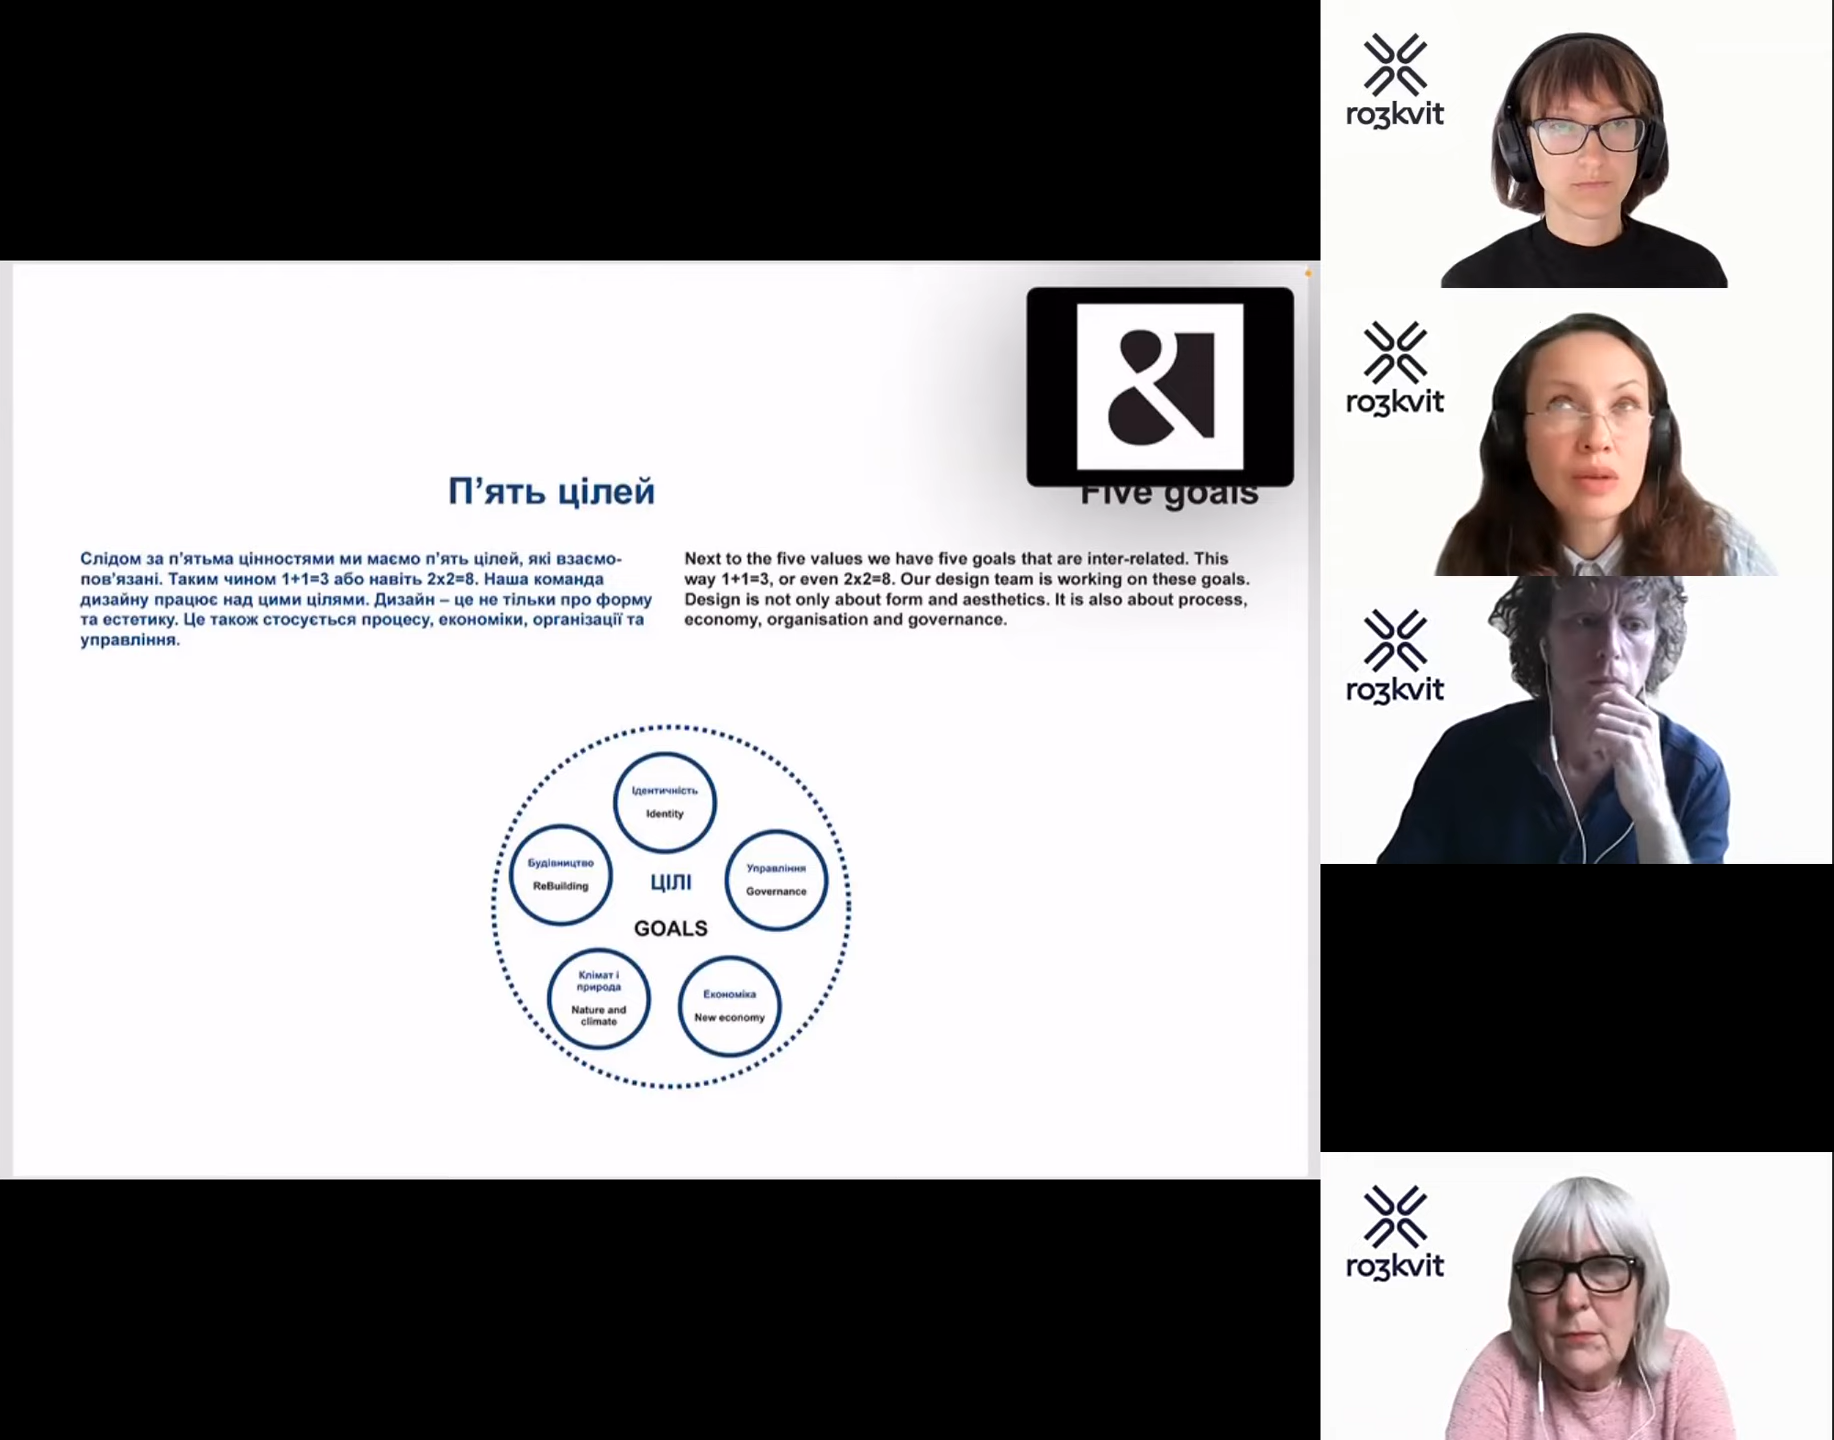 П’ять цілей
Five goals
Слідом за п’ятьма цінностями ми маємо п’ять цілей, які взаємо-
пов’язані. Таким чином 1+1=3 або навіть 2х2=8. Наша команда
дизайну працює над цими цілями. Дизайн – це не тільки про форму
та естетику. Це також стосується процесу, економіки, організації та
управління.
Next to the five values we have five goals that are inter-related. This
way 1+1=3, or even 2x2=8. Our design team is working on these goals.
Design is not only about form and aesthetics. It is also about process,
economy, organisation and governance.
Ідентичність
Identity
Будівництво
ReBuilding
ЦІЛІ
GOALS
Управління
Governance
Клімат і
природа
Nature and
climate
Економіка
New economy
&
roзkvit
roзkvit
roзkvit
roзkvit